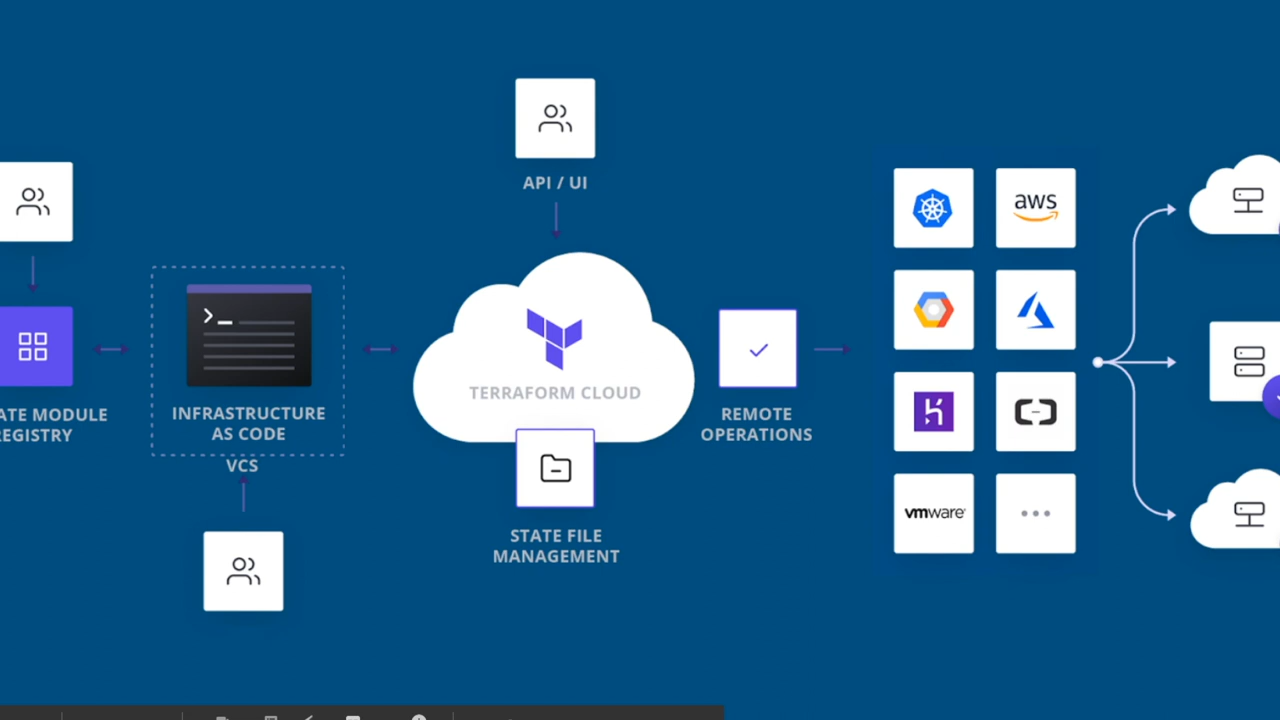 API / UI
aws
TERRAFORM CLOUD
ATE MODULE
REGISTRY
INFRASTRUCTURE
AS CODE
VCS
REMOTE
OPERATIONS
vmware
STATE FILE
MANAGEMENT